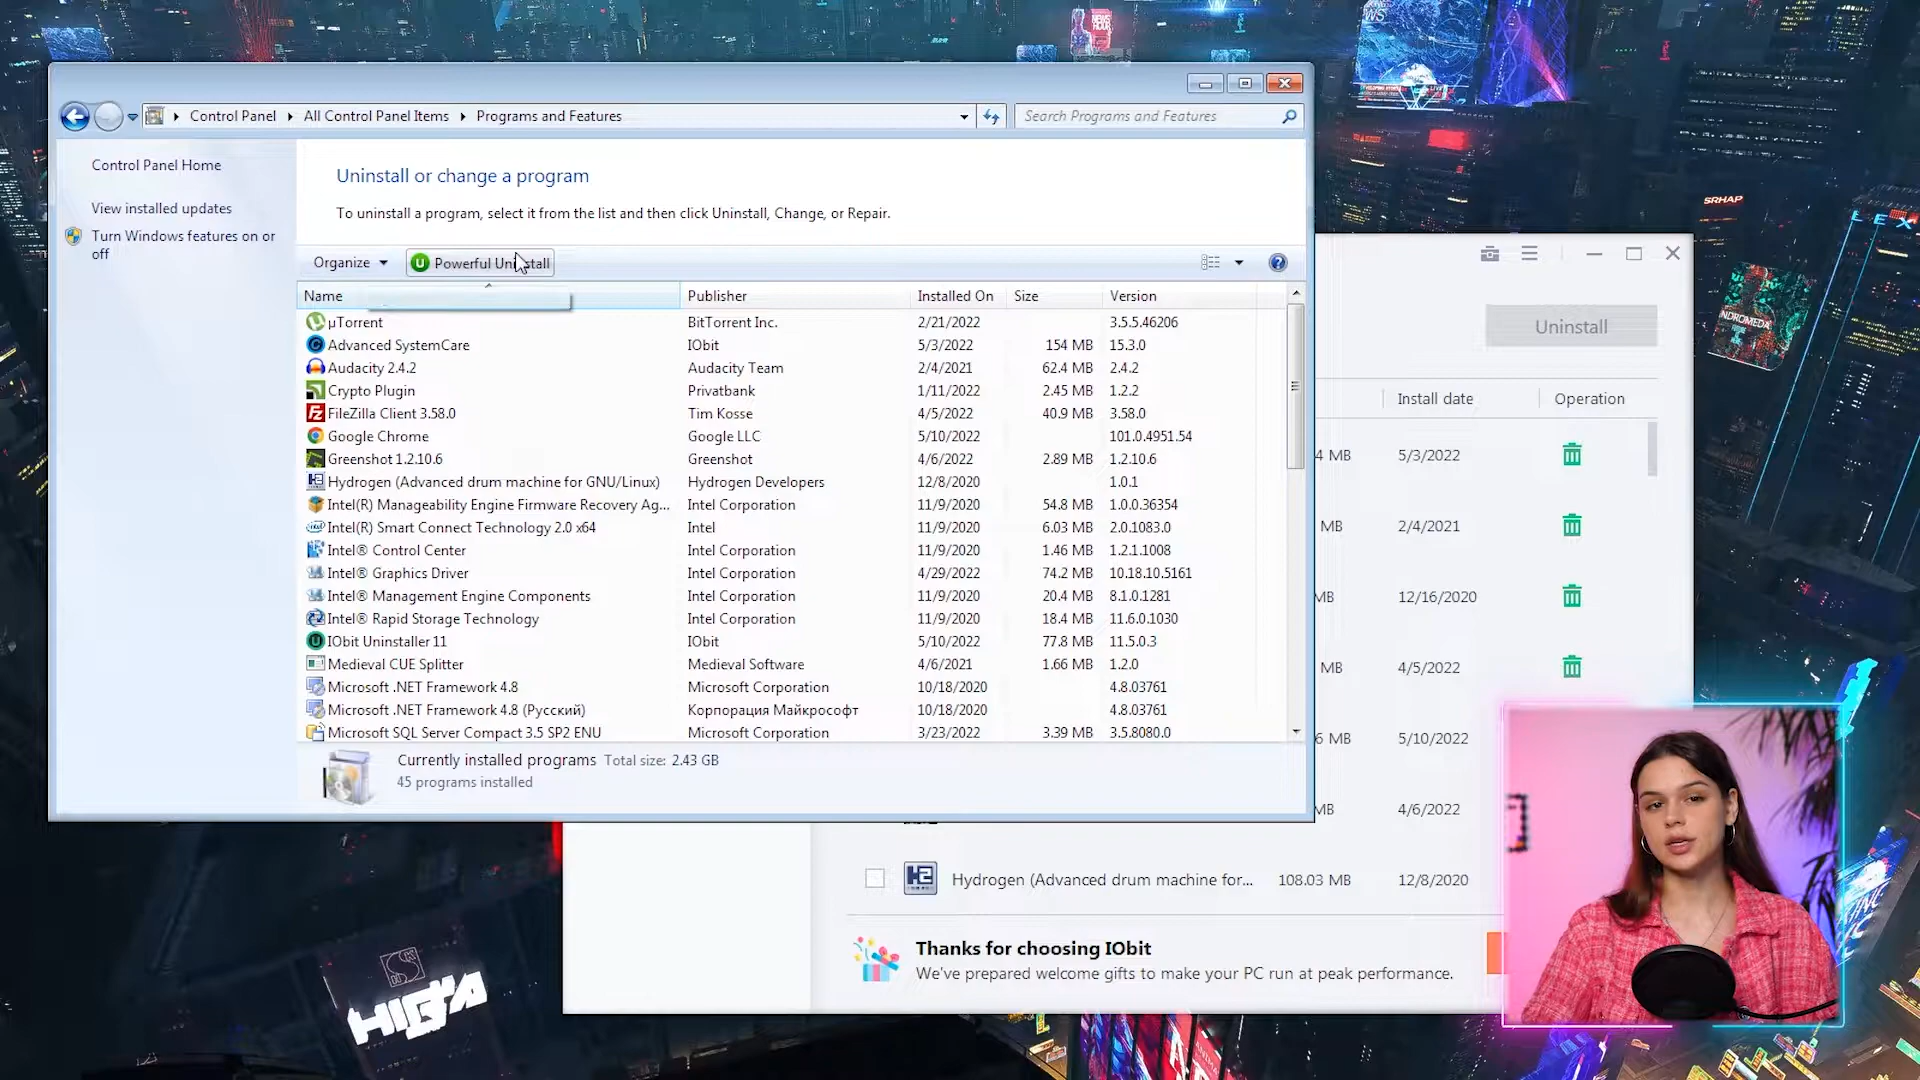 Control Panel
All Control Panel Items
Programs and Features
Search Programs and Features
Control Panel Home
View installed updates
Turn Windows features on or
off
Uninstall or change a program
To uninstall a program, select it from the list and then click Uninstall, Change, or Repair.
Organize
Powerful Uninstall
Name Publisher Installed On Size Version
µTorrent BitTorrent Inc. 2/21/2022 3.5.5.46206
Advanced SystemCare IObit 5/3/2022 154 MB 15.3.0
Audacity 2.4.2 Audacity Team 2/4/2021 62.4 MB 2.4.2
Crypto Plugin Privatbank 1/11/2022 2.45 MB 1.2.2
FileZilla Client 3.58.0 Tim Kosse 4/5/2022 40.9 MB 3.58.0
Google Chrome Google LLC 5/10/2022 101.0.4951.54
Greenshot 1.2.10.6 Greenshot 4/6/2022 2.89 MB 1.2.10.6
Hydrogen (Advanced drum machine for GNU/Linux) Hydrogen Developers 12/8/2020 1.0.1
Intel(R) Manageability Engine Firmware Recovery Ag... Intel Corporation 11/9/2020 54.8 MB 1.0.0.36354
Intel(R) Smart Connect Technology 2.0 x64 Intel 11/9/2020 6.03 MB 2.0.1083.0
Intel® Control Center Intel Corporation 11/9/2020 1.46 MB 1.2.1.1008
Intel® Graphics Driver Intel Corporation 4/29/2022 74.2 MB 10.18.10.5161
Intel® Management Engine Components Intel Corporation 11/9/2020 20.4 MB 8.1.0.1281
Intel® Rapid Storage Technology Intel Corporation 11/9/2020 18.4 MB 11.6.0.1030
IObit Uninstaller 11 IObit 5/10/2022 77.8 MB 11.5.0.3
Medieval CUE Splitter Medieval Software 4/6/2021 1.66 MB 1.2.0
Microsoft .NET Framework 4.8 Microsoft Corporation 10/18/2020 4.8.03761
Microsoft .NET Framework 4.8 (Русский) Корпорация Майкрософт 10/18/2020 4.8.03761
Microsoft SQL Server Compact 3.5 SP2 ENU Microsoft Corporation 3/23/2022 3.39 MB 3.5.8080.0
Currently installed programs Total size: 2.43 GB
45 programs installed
Uninstall
Install date Operation
4 MB 5/3/2022
MB 2/4/2021
MB 12/16/2020
MB 4/5/2022
6 MB 5/10/2022
MB 4/6/2022
Hydrogen (Advanced drum machine for... 108.03 MB 12/8/2020
Thanks for choosing IObit
We've prepared welcome gifts to make your PC run at peak performance.
SRHAP
NDROMEDA